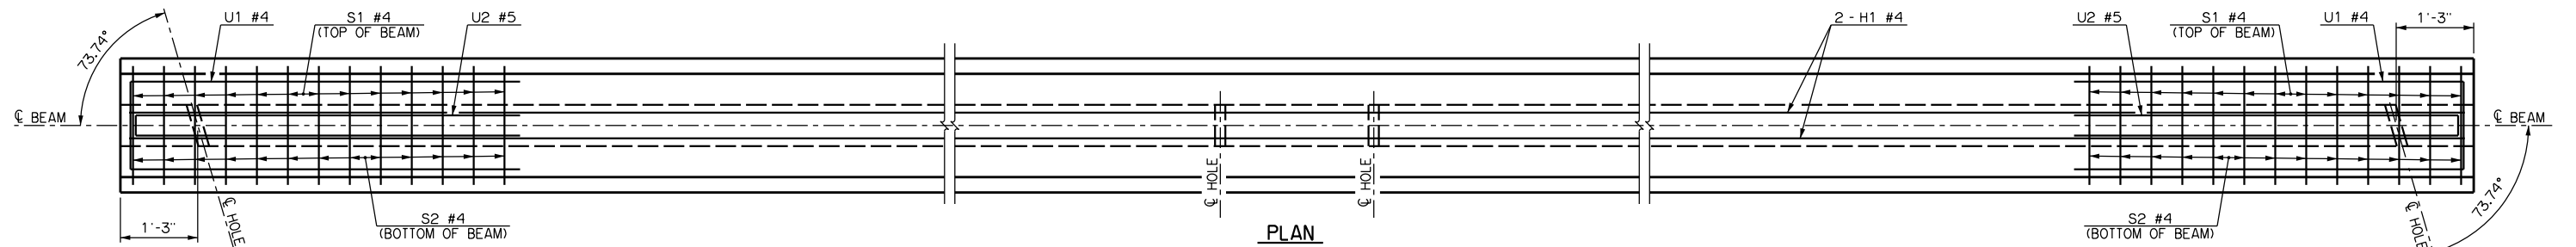 U1 #4
S1 #4
(TOP OF BEAM)
U2 #5
2 - H1 #4
U2 #5
S1 #4
(TOP OF BEAM)
U1 #4
1'-3"
73.74°
℄ BEAM
℄ BEAM
℄ HOLE
℄ HOLE
℄ HOLE
℄ HOLE
73.74°
1'-3"
S2 #4
(BOTTOM OF BEAM)
S2 #4
(BOTTOM OF BEAM)
PLAN